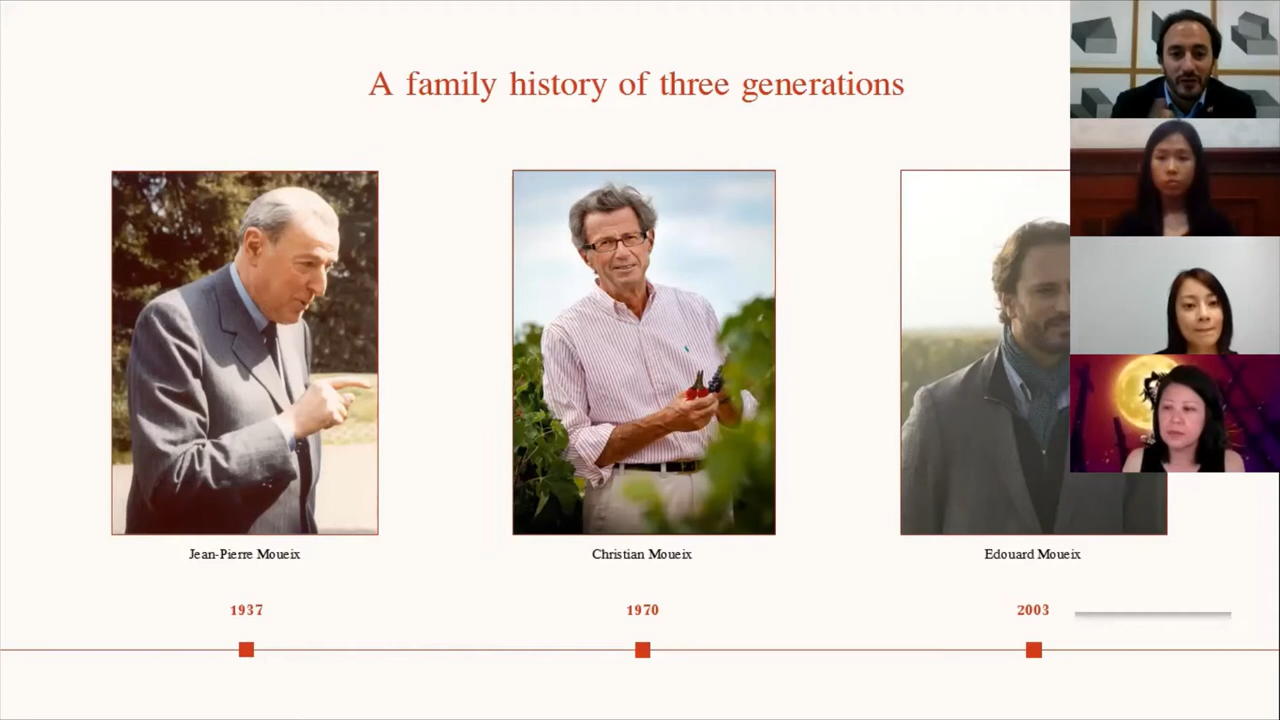 A family history of three generations
Jean-Pierre Moueix
Christian Moueix
Edouard Moueix
1937
1970
2003